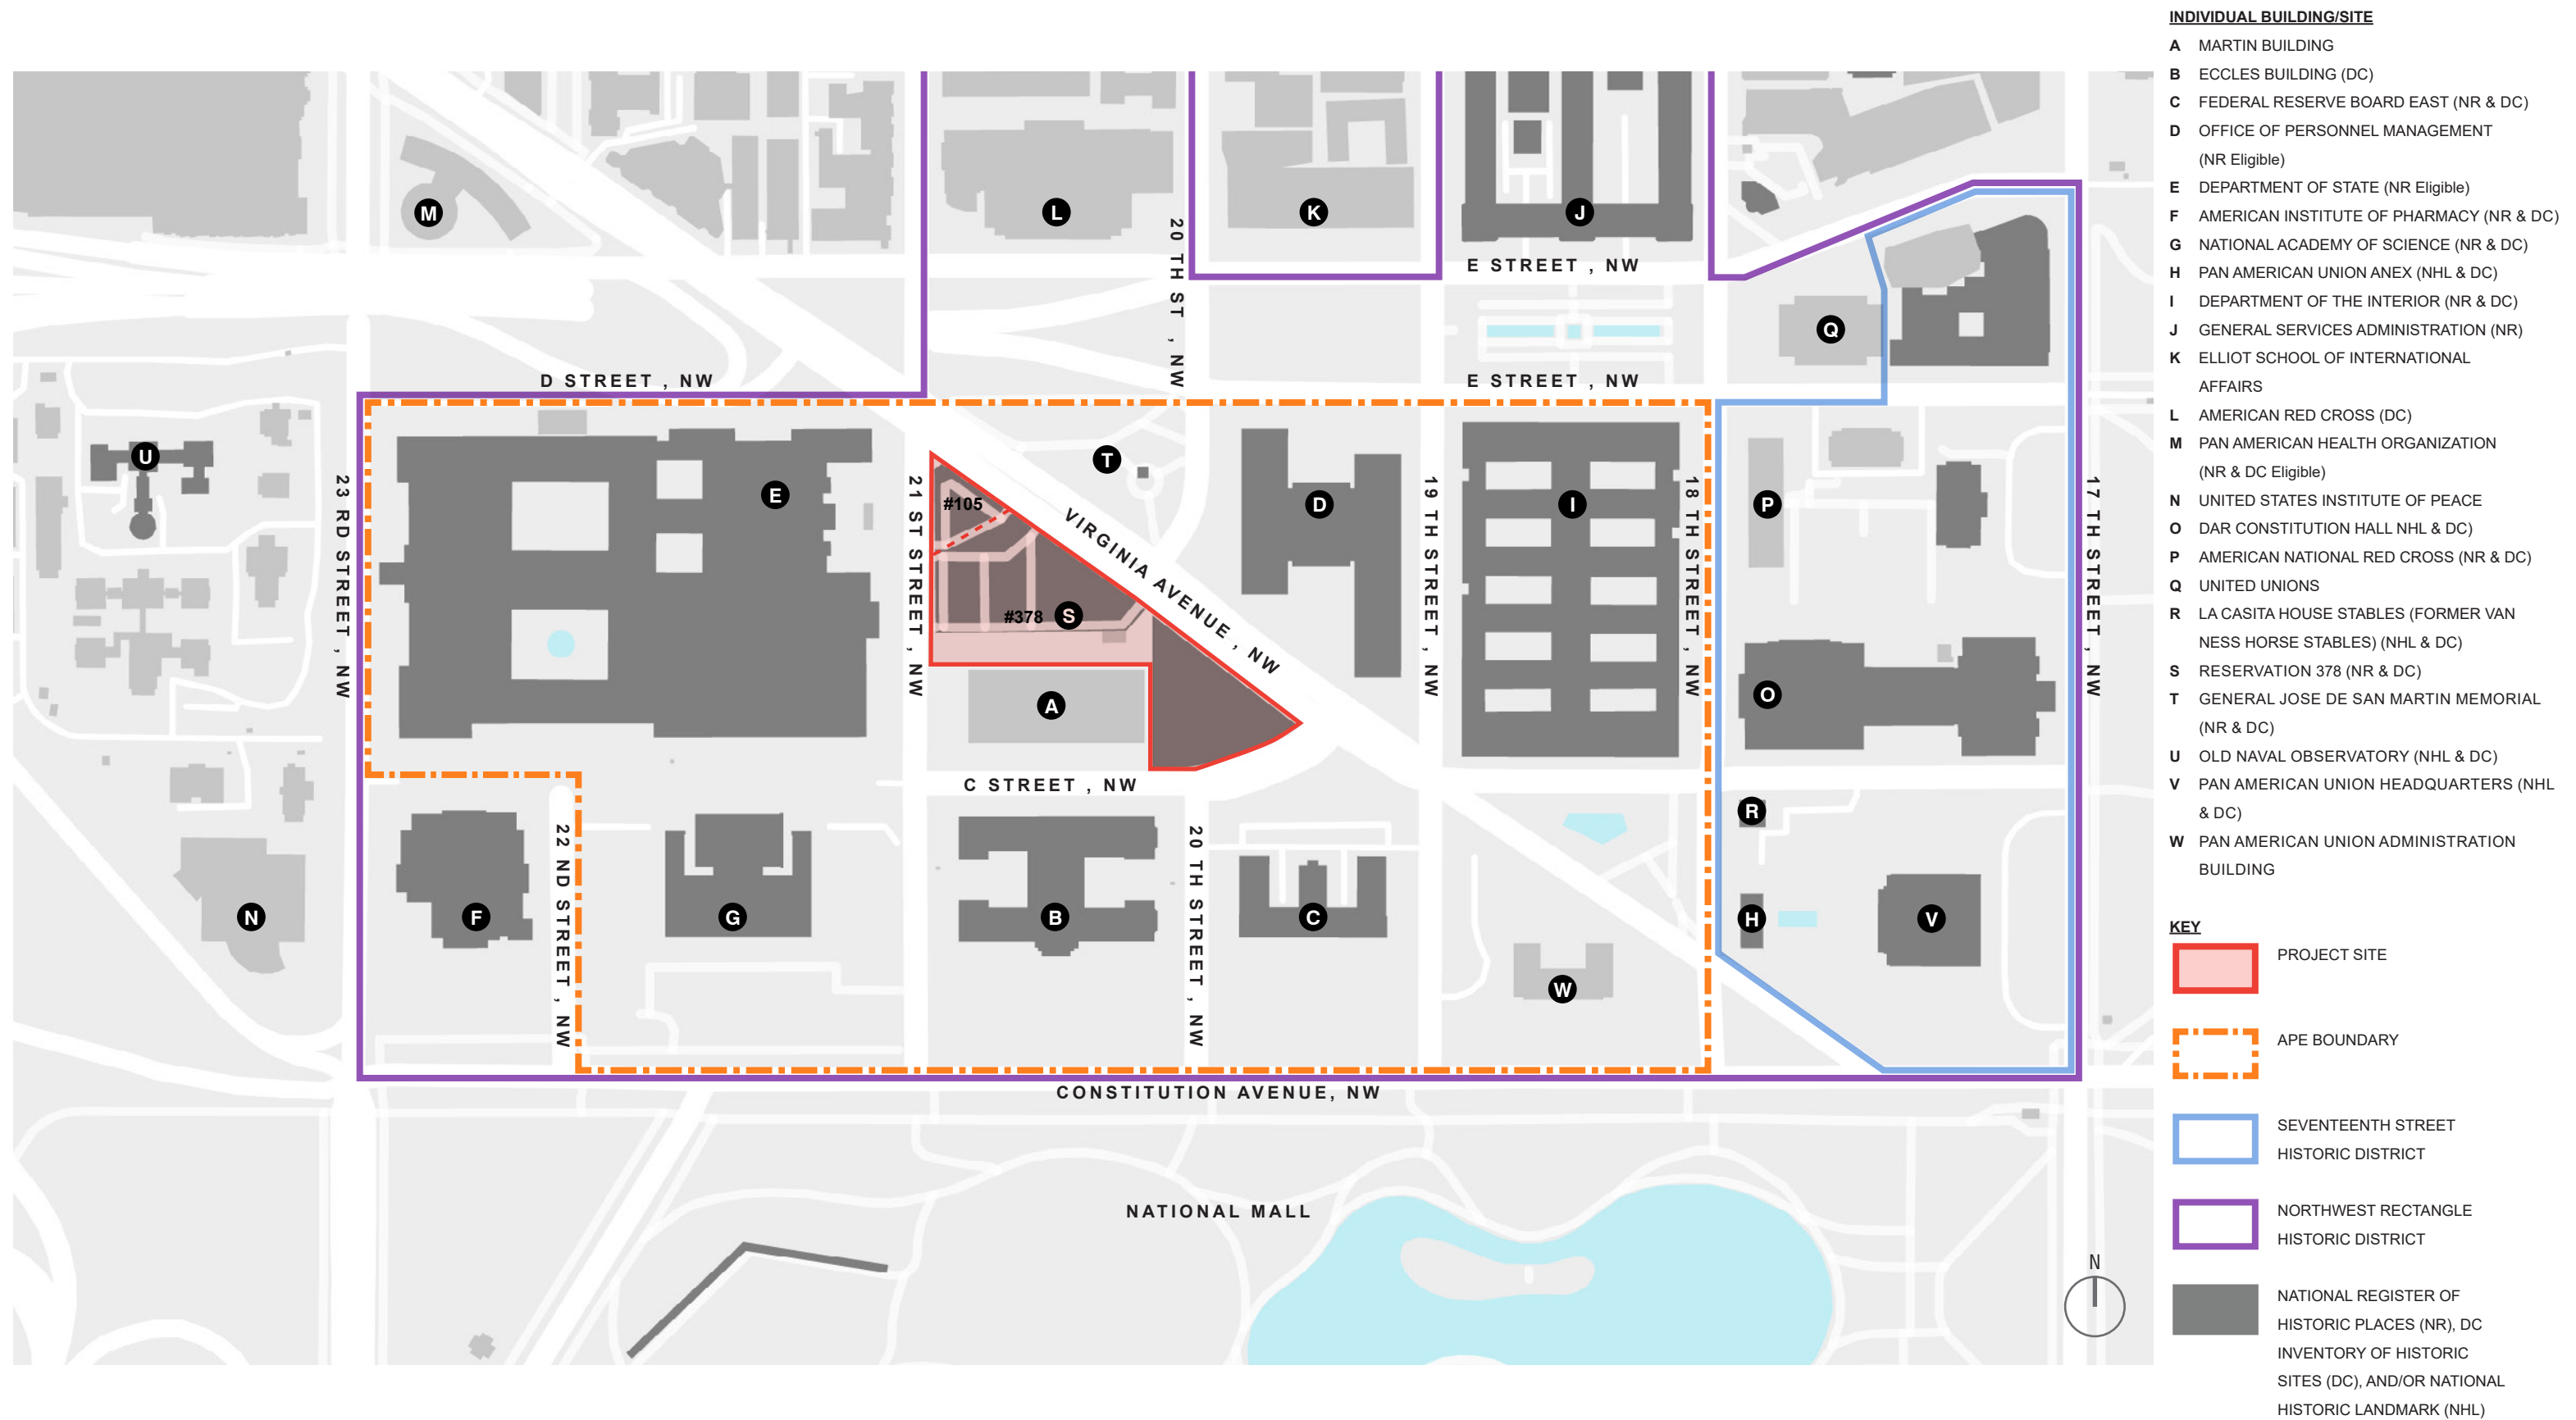 INDIVIDUAL BUILDING/SITE
A MARTIN BUILDING
B ECCLES BUILDING (DC)
C FEDERAL RESERVE BOARD EAST (NR & DC)
D OFFICE OF PERSONNEL MANAGEMENT
(NR Eligible)
E DEPARTMENT OF STATE (NR Eligible)
F AMERICAN INSTITUTE OF PHARMACY (NR & DC)
G NATIONAL ACADEMY OF SCIENCE (NR & DC)
H PAN AMERICAN UNION ANEX (NHL & DC)
I DEPARTMENT OF THE INTERIOR (NR & DC)
J GENERAL SERVICES ADMINISTRATION (NR)
K ELLIOT SCHOOL OF INTERNATIONAL
AFFAIRS
L AMERICAN RED CROSS (DC)
M PAN AMERICAN HEALTH ORGANIZATION
(NR & DC Eligible)
N UNITED STATES INSTITUTE OF PEACE
O DAR CONSTITUTION HALL NHL & DC)
P AMERICAN NATIONAL RED CROSS (NR & DC)
Q UNITED UNIONS
R LA CASITA HOUSE STABLES (FORMER VAN
NESS HORSE STABLES) (NHL & DC)
S RESERVATION 378 (NR & DC)
T GENERAL JOSE DE SAN MARTIN MEMORIAL
(NR & DC)
U OLD NAVAL OBSERVATORY (NHL & DC)
V PAN AMERICAN UNION HEADQUARTERS (NHL
& DC)
W PAN AMERICAN UNION ADMINISTRATION
BUILDING
KEY
PROJECT SITE
APE BOUNDARY
SEVENTEENTH STREET
HISTORIC DISTRICT
NORTHWEST RECTANGLE
HISTORIC DISTRICT
NATIONAL REGISTER OF
HISTORIC PLACES (NR), DC
INVENTORY OF HISTORIC
SITES (DC), AND/OR NATIONAL
HISTORIC LANDMARK (NHL)
M
L
K
J
20 TH ST , NW
E STREET , NW
Q
D STREET , NW
E STREET , NW
U
23 RD STREET , NW
E
21 ST STREET , NW
#105
T
VIRGINIA AVENUE , NW
D
19 TH STREET , NW
I
18 TH STREET , NW
P
17 TH STREET , NW
#378
S
A
O
C STREET , NW
R
N
F
22 ND STREET , NW
G
B
20 TH STREET , NW
C
W
H
V
CONSTITUTION AVENUE, NW
NATIONAL MALL
N